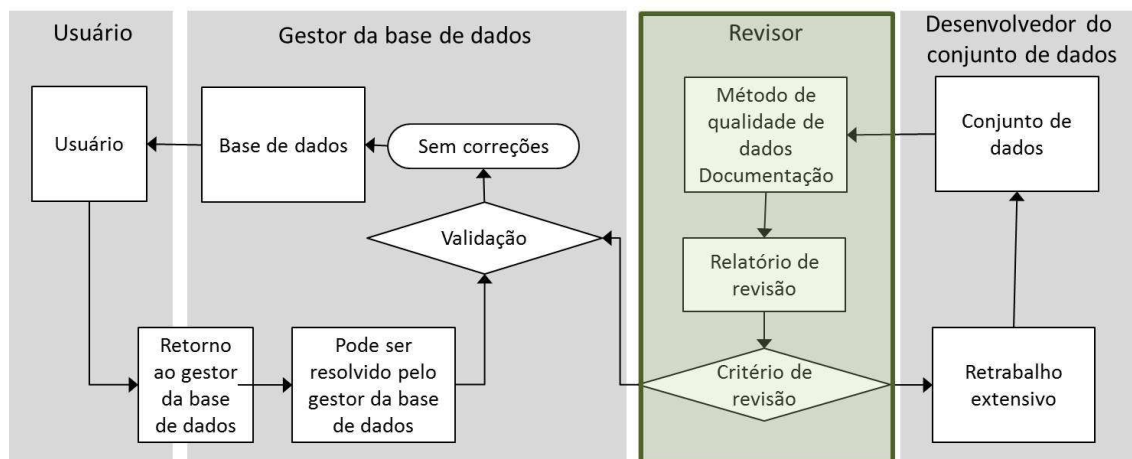 Usuário
Gestor da base de dados
Revisor
Desenvolvedor do
conjunto de dados
Usuário
Base de dados
Sem correções
Validação
Retorno
ao gestor
da base
de dados
Pode ser
resolvido pelo
gestor da base
de dados
Método de
qualidade de
dados
Documentação
Relatório de
revisão
Critério de
revisão
Conjunto de
dados
Retrabalho
extensivo